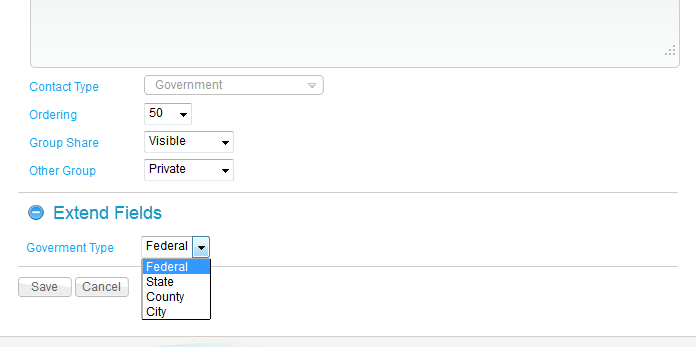 Contact Type Government
Ordering 50
Group Share Visible
Other Group Private
Extend Fields
Goverment Type Federal
Federal
State
County
City
Save Cancel